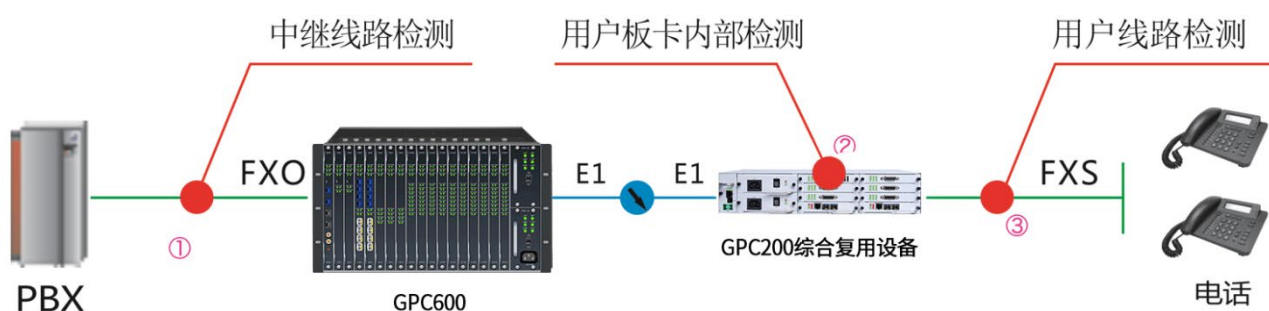 中继线路检测
用户板卡内部检测
用户线路检测
FXO
E1
E1
②
FXS
①
③
GPC200综合复用设备
PBX
GPC600
电话